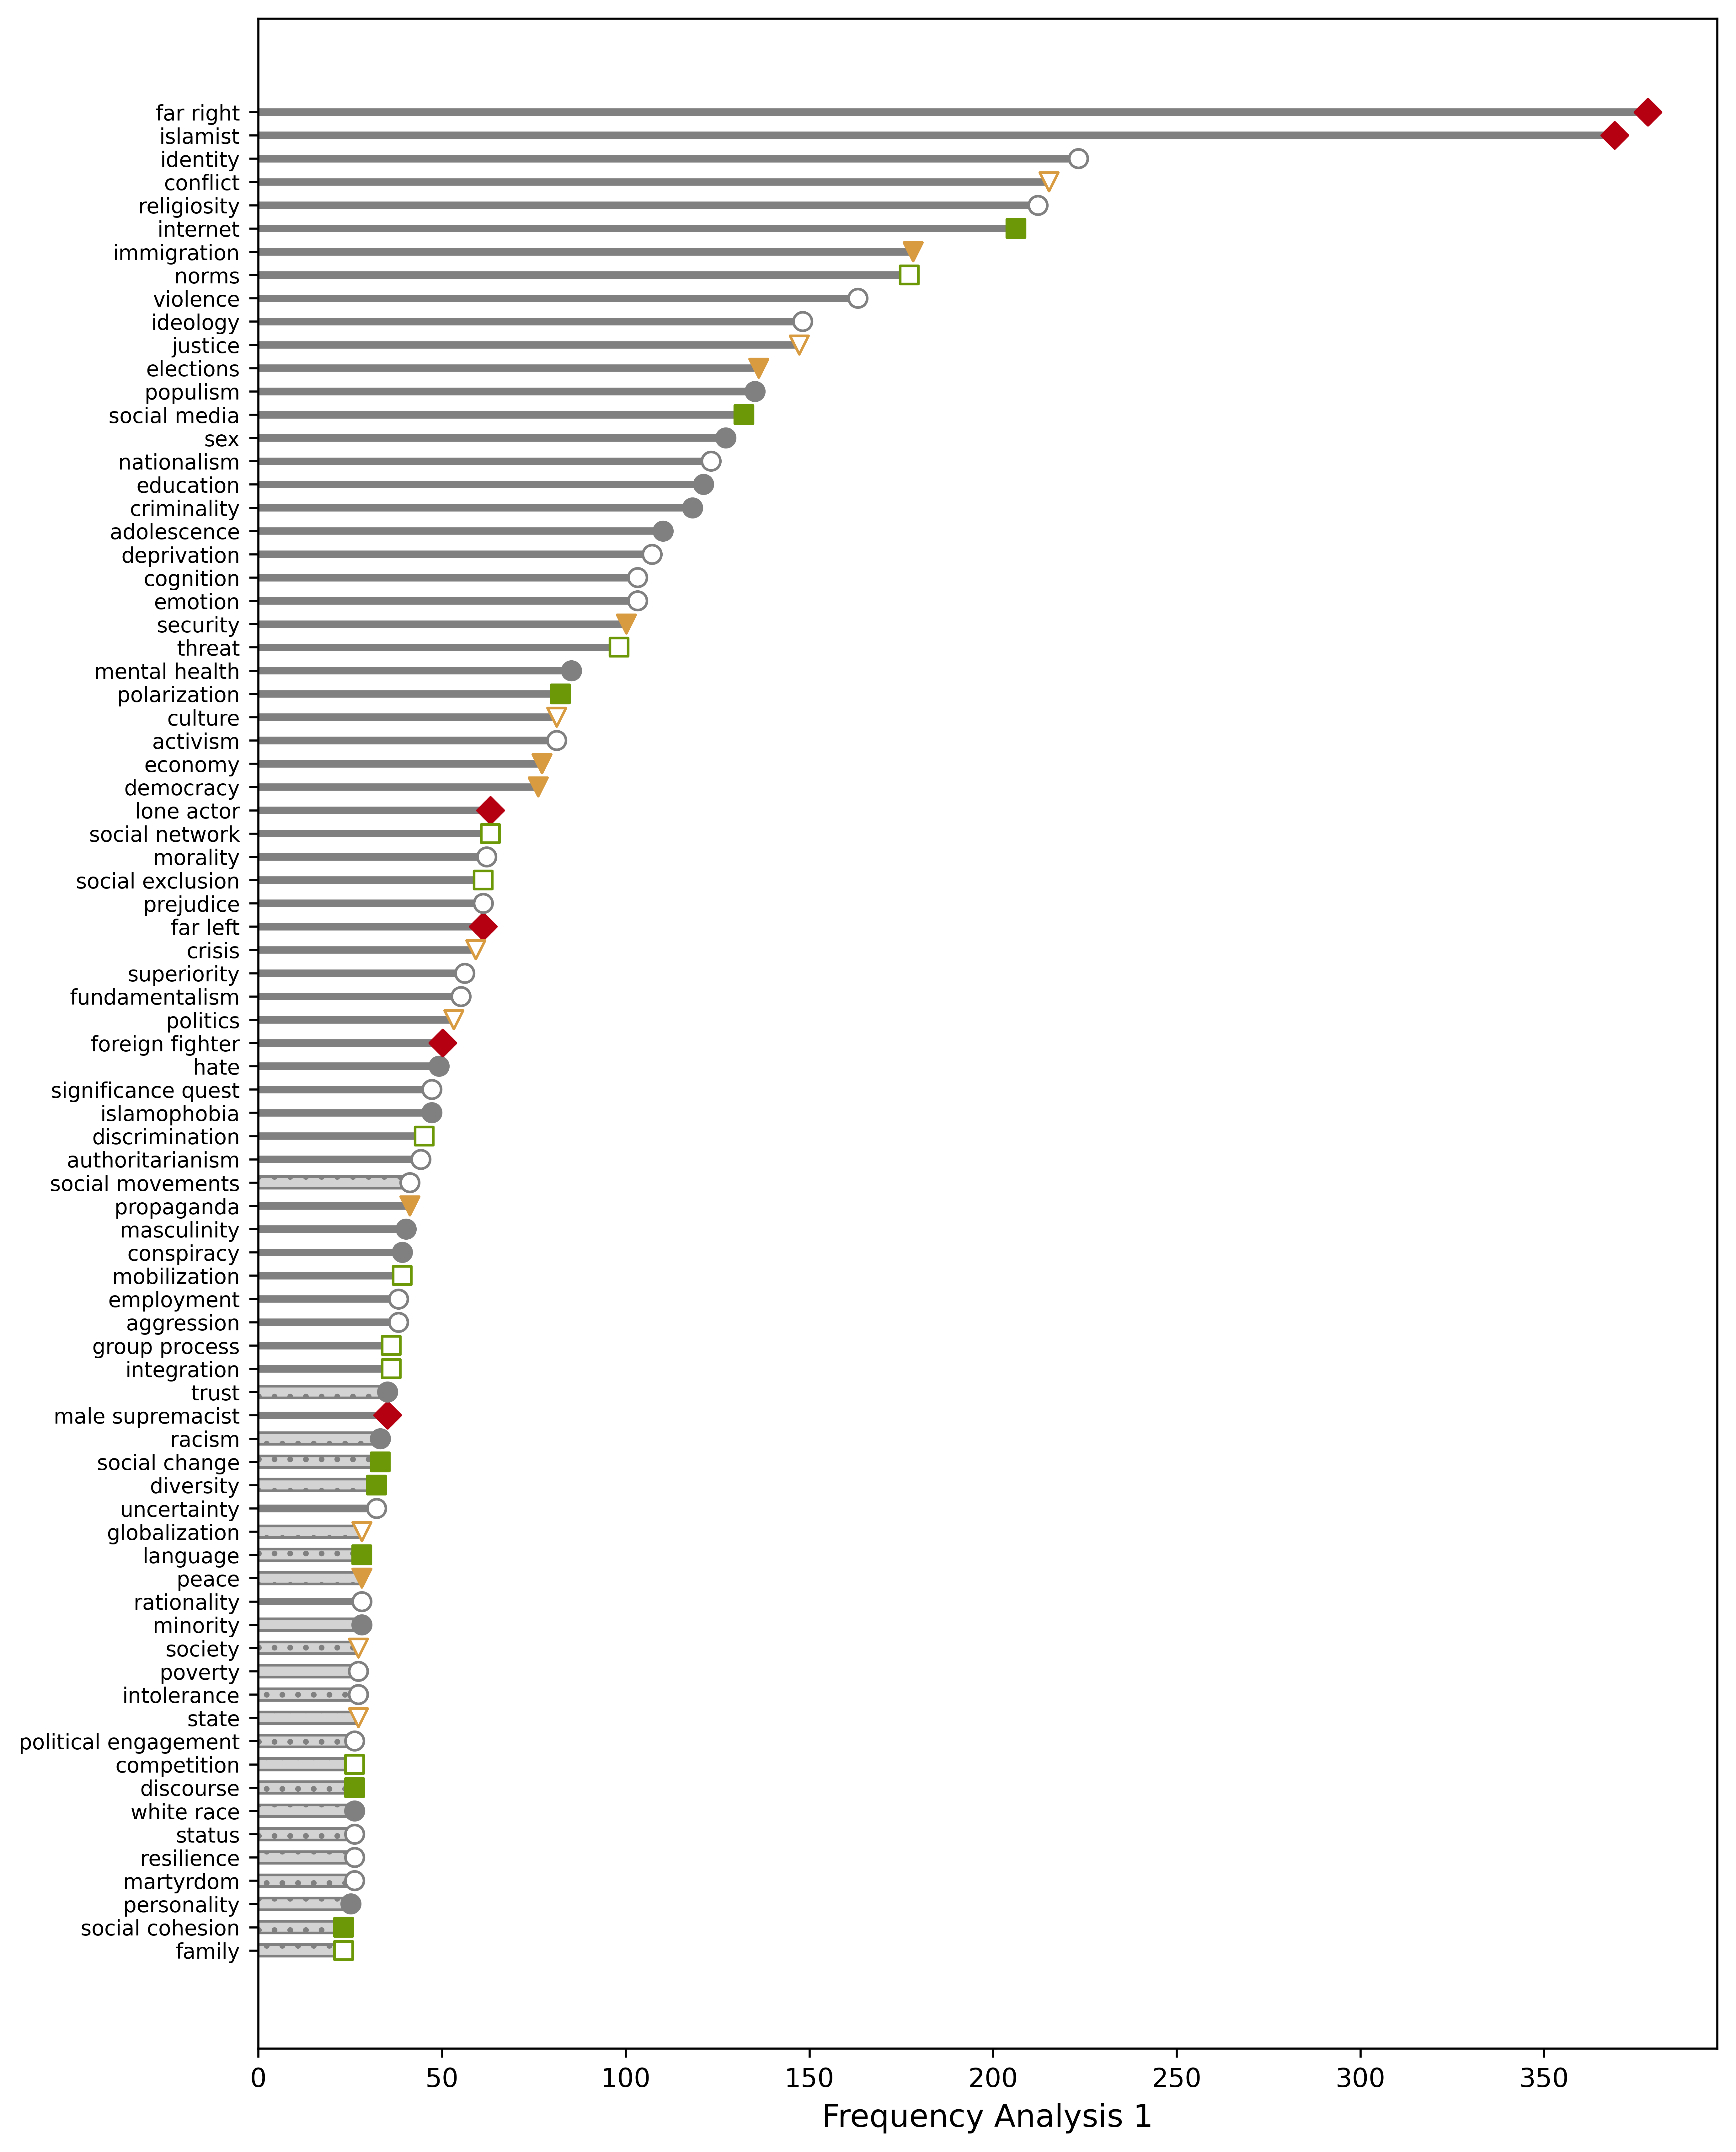 far right
islamist
identity
conflict
religiosity
internet
immigration
norms
violence
ideology
justice
elections
populism
social media
sex
nationalism
education
criminality
adolescence
deprivation
cognition
emotion
security
threat
mental health
polarization
culture
activism
economy
democracy
lone actor
social network
morality
social exclusion
prejudice
far left
crisis
superiority
fundamentalism
politics
foreign fighter
hate
significance quest
islamophobia
discrimination
authoritarianism
social movements
propaganda
masculinity
conspiracy
mobilization
employment
aggression
group process
integration
trust
male supremacist
racism
social change
diversity
uncertainty
globalization
language
peace
rationality
minority
society
poverty
intolerance
state
political engagement
competition
discourse
white race
status
resilience
martyrdom
personality
social cohesion
family
0 50 100 150 200 250 300 350
Frequency Analysis 1